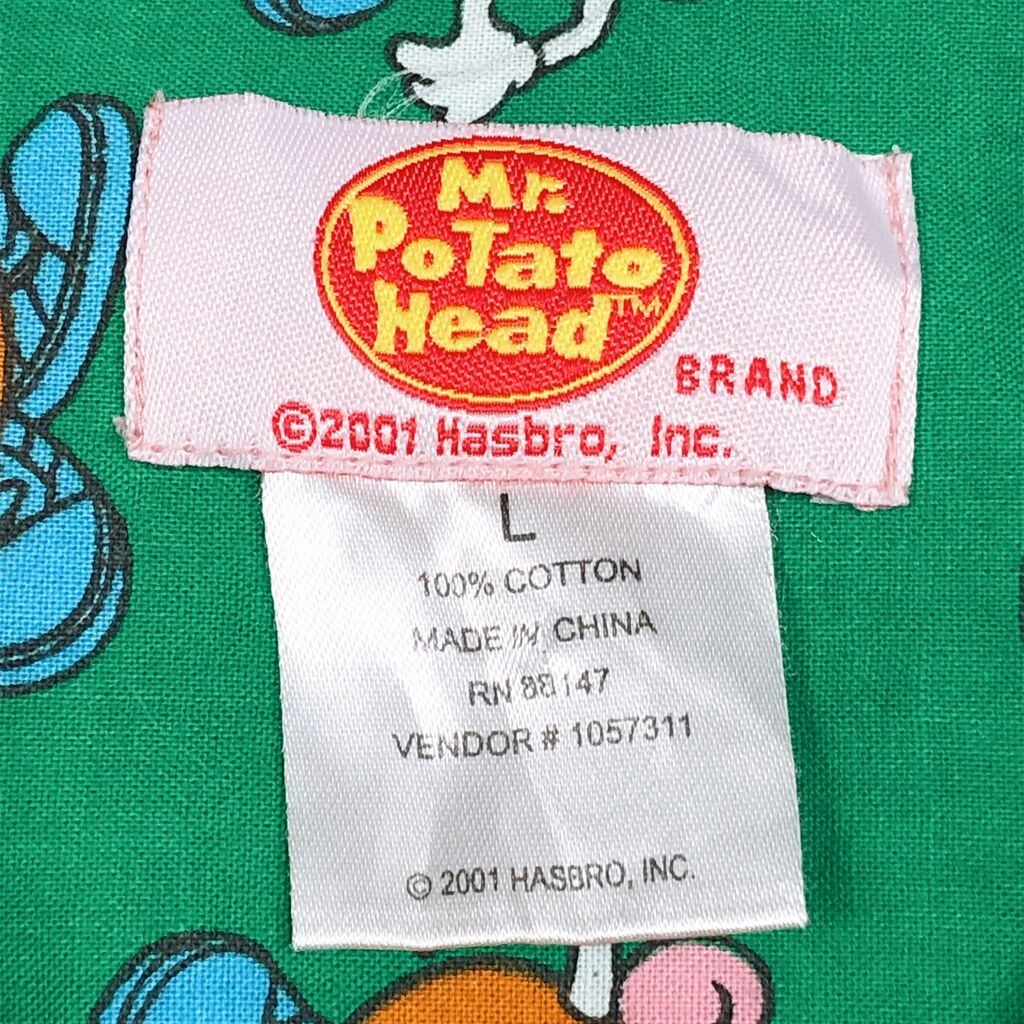 Mr.
PoTato
Head™
BRAND
©2001 Hasbro, Inc.
L
100% COTTON
MADE IN CHINA
RN 88147
VENDOR # 1057311
© 2001 HASBRO, INC.